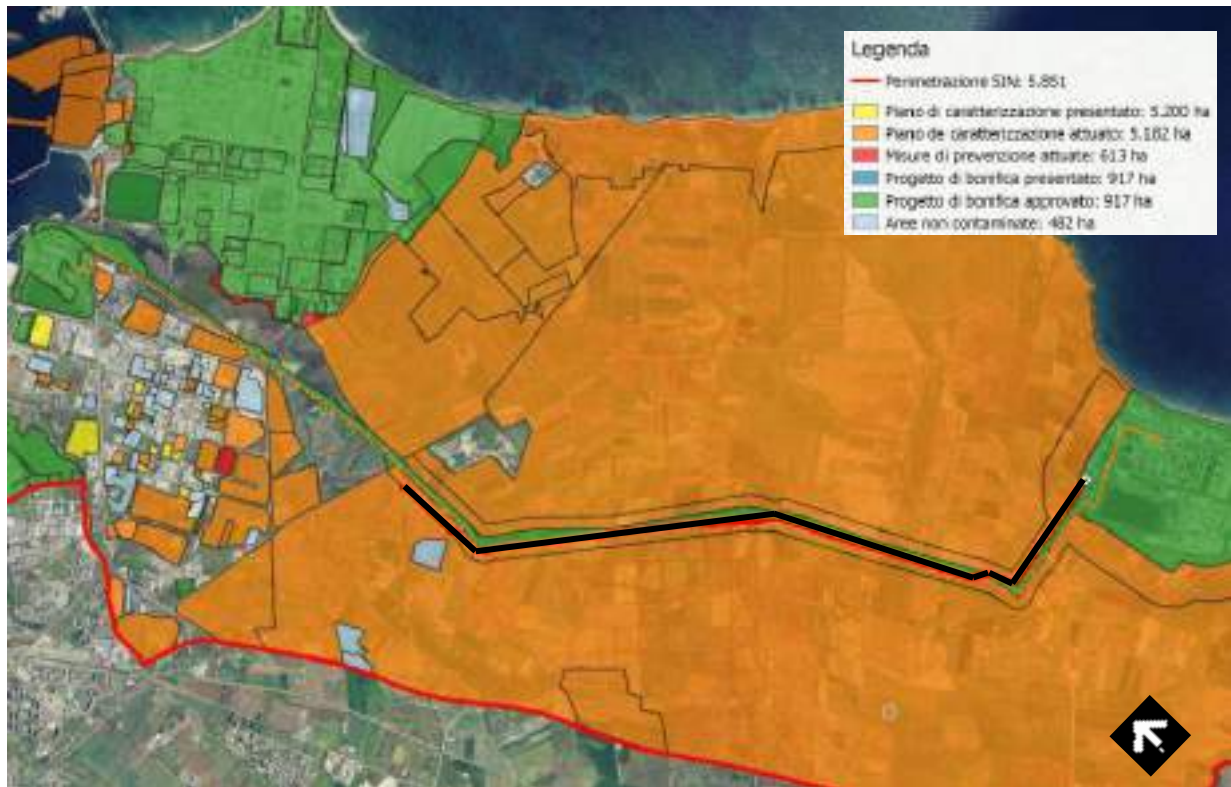 Legenda
Perimetrazione SIN: 5.851
Piano di caratterizzazione presentato: 5.200 ha
Piano de caratterizzazione attuato: 5.182 ha
Misure di prevenzione attuate: 613 ha
Progetto di bonifica presentato: 917 ha
Progetto di bonifica approvato: 917 ha
Aree non contaminate: 482 ha